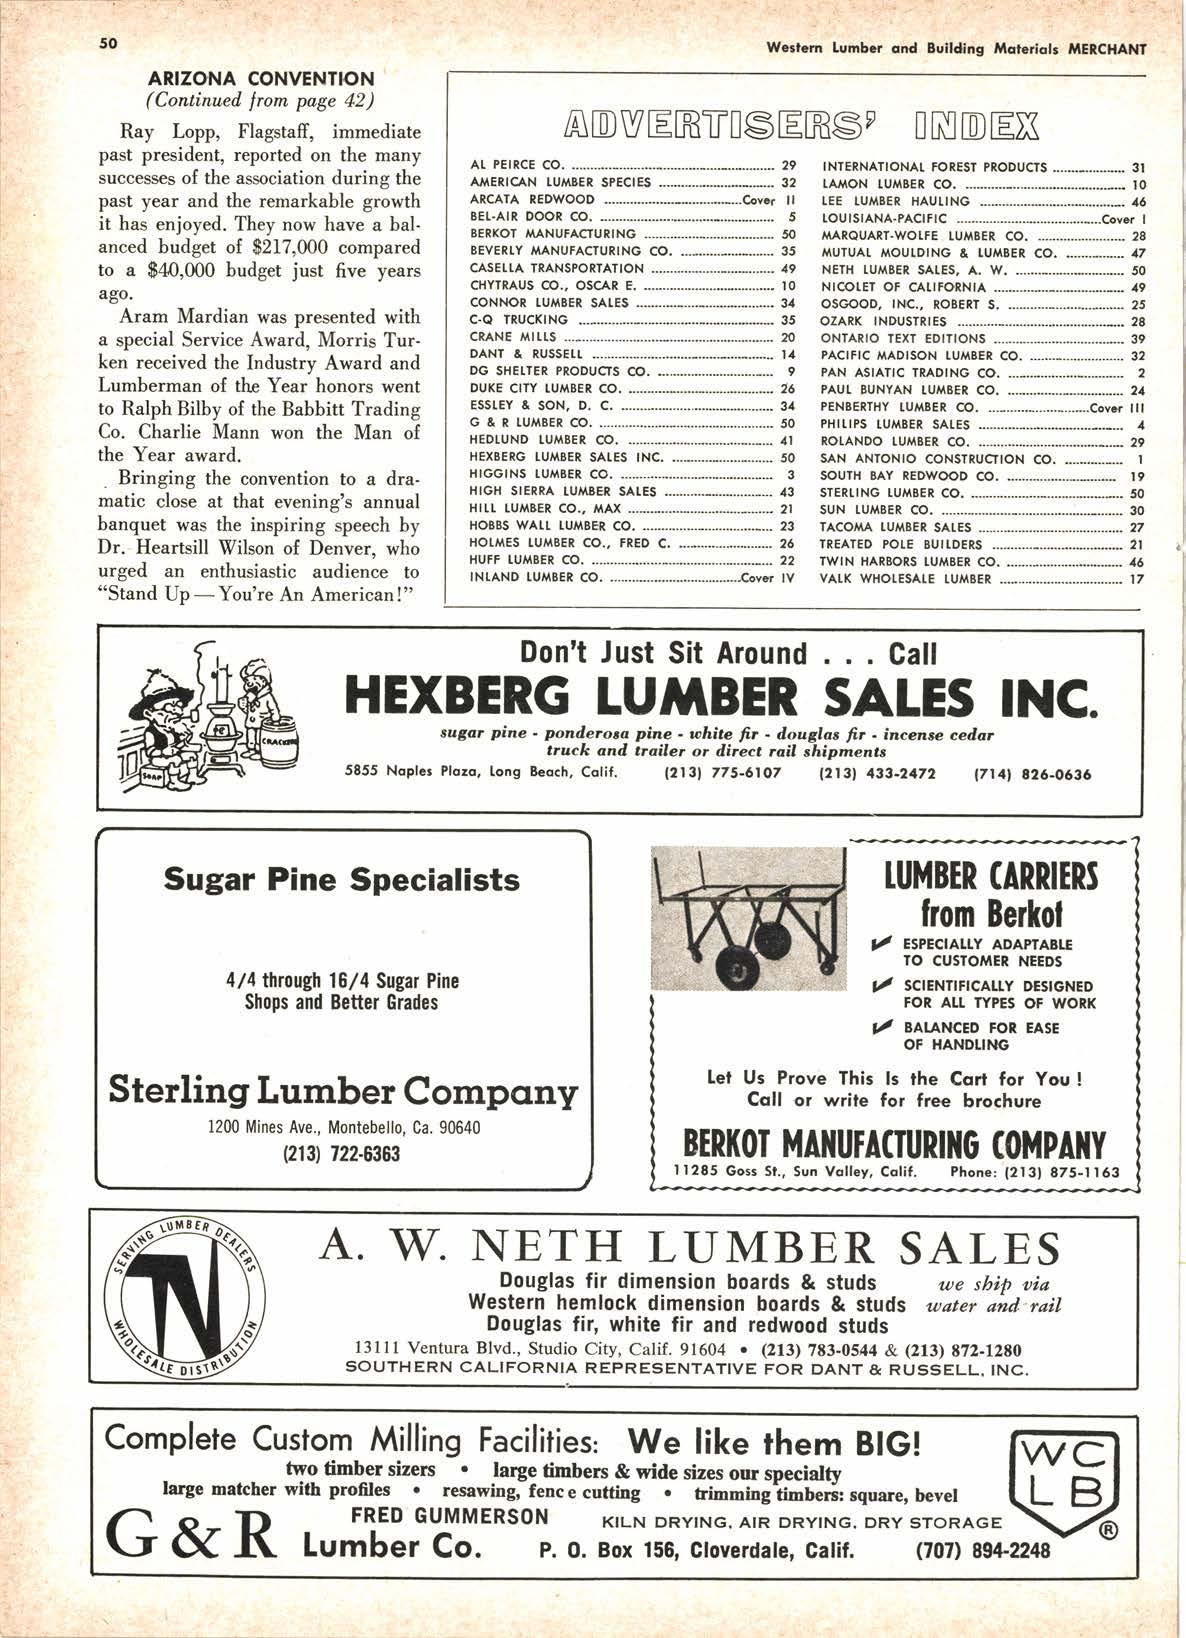 50
Western Lumber and Building Materials MERCHANT
ARIZONA CONVENTION
(Continued from page 42)
Ray Lopp, Flagstaff, immediate
past president, reported on the many
successes of the association during the
past year and the remarkable growth
it has enjoyed. They now have a bal-
anced budget of $217,000 compared
to a $40,000 budget just five years
ago.
Aram Mardian was presented with
a special Service Award, Morris Tur-
ken received the Industry Award and
Lumberman of the Year honors went
to Ralph Bilby of the Babbitt Trading
Co. Charlie Mann won the Man of
the Year award.
Bringing the convention to a dra-
matic close at that evening's annual
banquet was the inspiring speech by
Dr. Heartsill Wilson of Denver, who
urged an enthusiastic audience to
"Stand Up — You're An American!"
ADVERTISERS' INDEX
AL PEIRCE CO. 29
AMERICAN LUMBER SPECIES 32
ARCATA REDWOOD Cover II
BEL-AIR DOOR CO. 5
BERKOT MANUFACTURING 50
BEVERLY MANUFACTURING CO. 35
CASELLA TRANSPORTATION 49
CHYTRAUS CO., OSCAR E. 10
CONNOR LUMBER SALES 34
C-Q TRUCKING 35
CRANE MILLS 20
DANT & RUSSELL 14
DG SHELTER PRODUCTS CO. 9
DUKE CITY LUMBER CO. 26
ESSLEY & SON, D. C. 34
G & R LUMBER CO. 50
HEDLUND LUMBER CO. 41
HEXBERG LUMBER SALES INC. 50
HIGGINS LUMBER CO. 3
HIGH SIERRA LUMBER SALES 43
HILL LUMBER CO., MAX 21
HOBBS WALL LUMBER CO. 23
HOLMES LUMBER CO., FRED C. 26
HUFF LUMBER CO. 22
INLAND LUMBER CO. Cover IV
INTERNATIONAL FOREST PRODUCTS 31
LAMON LUMBER CO. 10
LEE LUMBER HAULING 46
LOUISIANA-PACIFIC Cover I
MARQUART-WOLFE LUMBER CO. 28
MUTUAL MOULDING & LUMBER CO. 47
NETH LUMBER SALES, A. W. 50
NICOLET OF CALIFORNIA 49
OSGOOD, INC., ROBERT S. 25
OZARK INDUSTRIES 28
ONTARIO TEXT EDITIONS 39
PACIFIC MADISON LUMBER CO. 32
PAN ASIATIC TRADING CO. 2
PAUL BUNYAN LUMBER CO. 24
PENBERTHY LUMBER CO. Cover III
PHILIPS LUMBER SALES 4
ROLANDO LUMBER CO. 29
SAN ANTONIO CONSTRUCTION CO. 1
SOUTH BAY REDWOOD CO. 19
STERLING LUMBER CO. 50
SUN LUMBER CO. 30
TACOMA LUMBER SALES 27
TREATED POLE BUILDERS 21
TWIN HARBORS LUMBER CO. 46
VALK WHOLESALE LUMBER 17
CRACKERS
SOAP
Don't Just Sit Around . . . Call
HEXBERG LUMBER SALES INC.
sugar pine - ponderosa pine - white fir - douglas fir - incense cedar
truck and trailer or direct rail shipments
5855 Naples Plaza, Long Beach, Calif. (213) 775-6107 (213) 433-2472 (714) 826-0636
Sugar Pine Specialists
4/4 through 16/4 Sugar Pine
Shops and Better Grades
Sterling Lumber Company
1200 Mines Ave., Montebello, Ca. 90640
(213) 722-6363
LUMBER CARRIERS
from Berkot
ESPECIALLY ADAPTABLE
TO CUSTOMER NEEDS
SCIENTIFICALLY DESIGNED
FOR ALL TYPES OF WORK
BALANCED FOR EASE
OF HANDLING
Let Us Prove This Is the Cart for You!
Call or write for free brochure
BERKOT MANUFACTURING COMPANY
11285 Goss St., Sun Valley, Calif. Phone: (213) 875-1163
SERVING LUMBER DEALERS
N
WHOLESALE DISTRIBUTION
A. W. NETH LUMBER SALES
Douglas fir dimension boards & studs we ship via
Western hemlock dimension boards & studs water and rail
Douglas fir, white fir and redwood studs
13111 Ventura Blvd., Studio City, Calif. 91604 • (213) 783-0544 & (213) 872-1280
SOUTHERN CALIFORNIA REPRESENTATIVE FOR DANT & RUSSELL, INC.
Complete Custom Milling Facilities: We like them BIG!
two timber sizers • large timbers & wide sizes our specialty
large matcher with profiles • resawing, fence cutting • trimming timbers: square, bevel
FRED GUMMERSON KILN DRYING, AIR DRYING, DRY STORAGE
G & R Lumber Co. P. O. Box 156, Cloverdale, Calif. (707) 894-2248
WC
LB
®